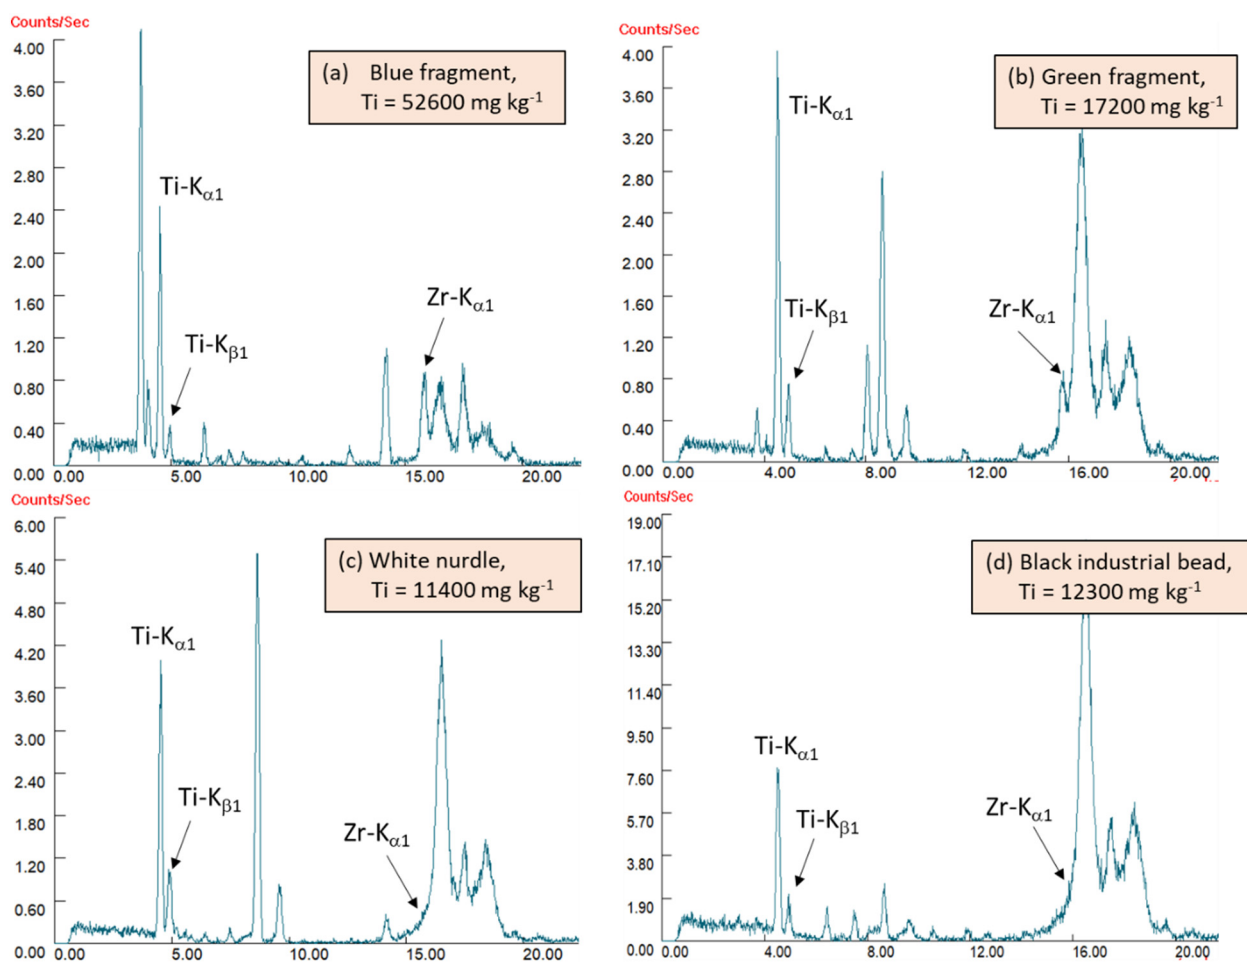 Counts/Sec
4.00
3.60
3.20
2.80
2.40
2.00
1.60
1.20
0.80
0.40
0.00
0.00 5.00 10.00 15.00 20.00
(a) Blue fragment,
Ti = 52600 mg kg⁻¹
Ti-Kα1
Ti-Kβ1
Zr-Kα1
Counts/Sec
4.00
3.60
3.20
2.80
2.40
2.00
1.60
1.20
0.80
0.40
0.00
0.00 4.00 8.00 12.00 16.00 20.00
(b) Green fragment,
Ti = 17200 mg kg⁻¹
Ti-Kα1
Ti-Kβ1
Zr-Kα1
Counts/Sec
6.00
5.40
4.80
4.20
3.60
3.00
2.40
1.80
1.20
0.60
0.00
0.00 5.00 10.00 15.00 20.00
(c) White nurdle,
Ti = 11400 mg kg⁻¹
Ti-Kα1
Ti-Kβ1
Zr-Kα1
Counts/Sec
19.00
17.10
15.20
13.30
11.40
9.50
7.60
5.70
3.80
1.90
0.00
0.00 4.00 8.00 12.00 16.00 20.00
(d) Black industrial bead,
Ti = 12300 mg kg⁻¹
Ti-Kα1
Ti-Kβ1
Zr-Kα1